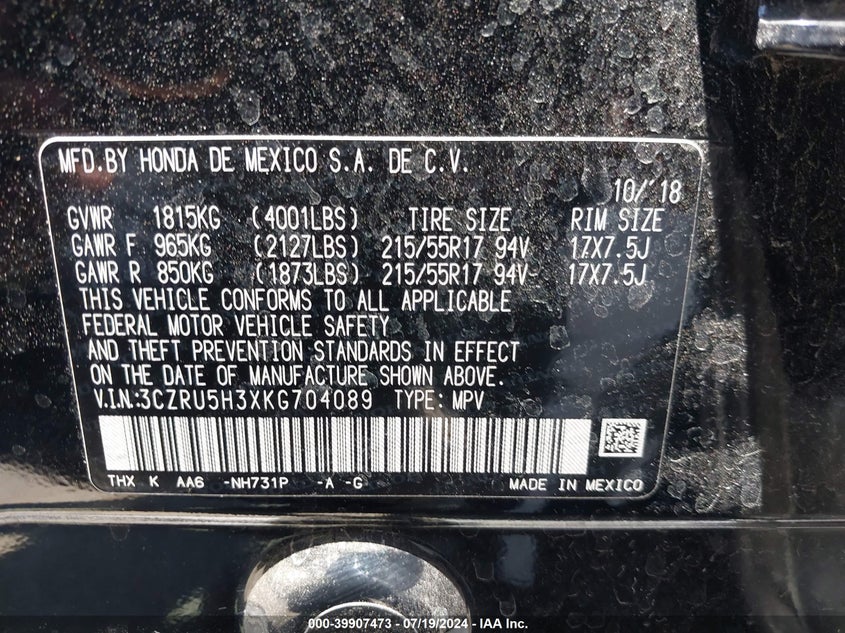 MFD.BY HONDA DE MEXICO S.A. DE C.V.
10/'18
GVWR 1815KG (4001LBS) TIRE SIZE RIM SIZE
GAWR F 965KG (2127LBS) 215/55R17 94V 17X7.5J
GAWR R 850KG (1873LBS) 215/55R17 94V 17X7.5J
THIS VEHICLE CONFORMS TO ALL APPLICABLE
FEDERAL MOTOR VEHICLE SAFETY
AND THEFT PREVENTION STANDARDS IN EFFECT
ON THE DATE OF MANUFACTURE SHOWN ABOVE.
V.I.N.:3CZRU5H3XKG704089 TYPE: MPV
THX K AA6 -NH731P -A -G MADE IN MEXICO
000-39907473 - 07/19/2024 - © IAA Inc.